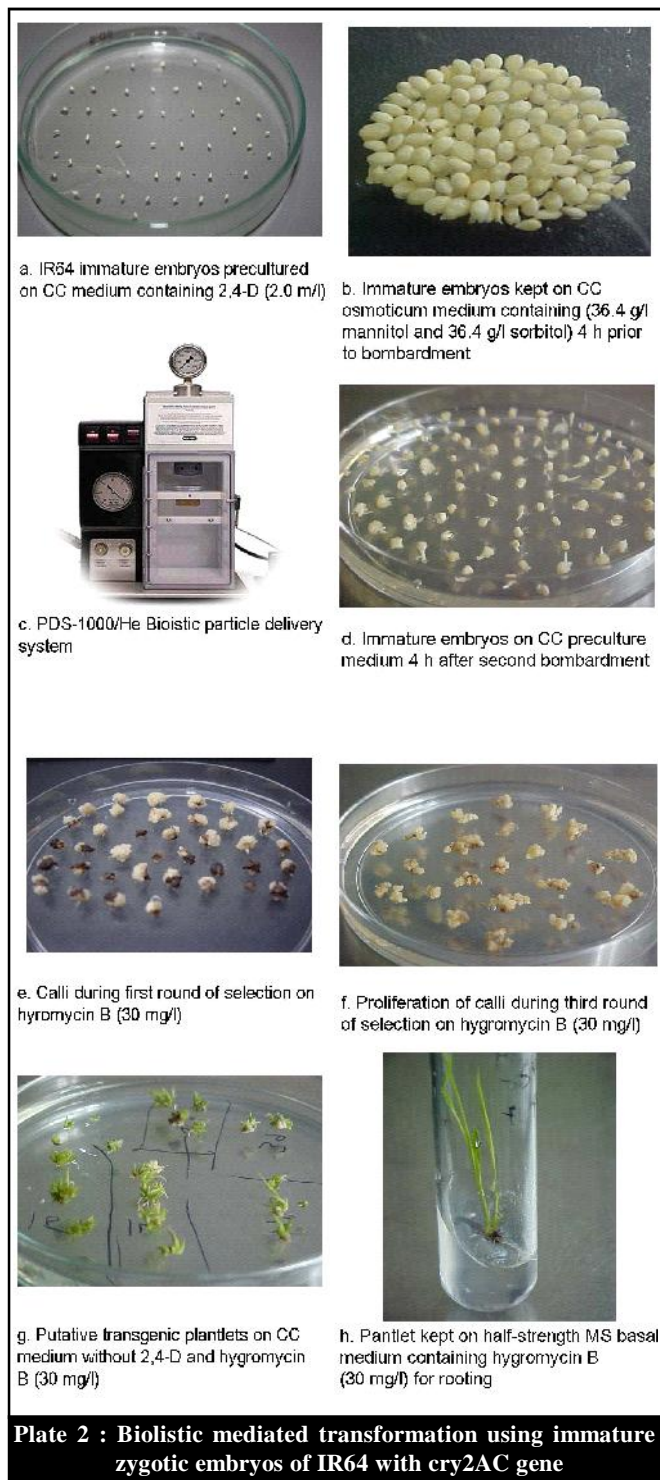 a. IR64 immature embryos precultured
on CC medium containing 2,4-D (2.0 m/l)
b. Immature embryos kept on CC
osmoticum medium containing (36.4 g/l
mannitol and 36.4 g/l sorbitol) 4 h prior
to bombardment
c. PDS-1000/He Bioistic particle delivery
system
d. Immature embryos on CC preculture
medium 4 h after second bombardment
e. Calli during first round of selection on
hyromycin B (30 mg/l)
f. Proliferation of calli during third round
of selection on hygromycin B (30 mg/l)
g. Putative transgenic plantlets on CC
medium without 2,4-D and hygromycin
B (30 mg/l)
h. Pantlet kept on half-strength MS basal
medium containing hygromycin B
(30 mg/l) for rooting
Plate 2 : Biolistic mediated transformation using immature
zygotic embryos of IR64 with cry2AC gene